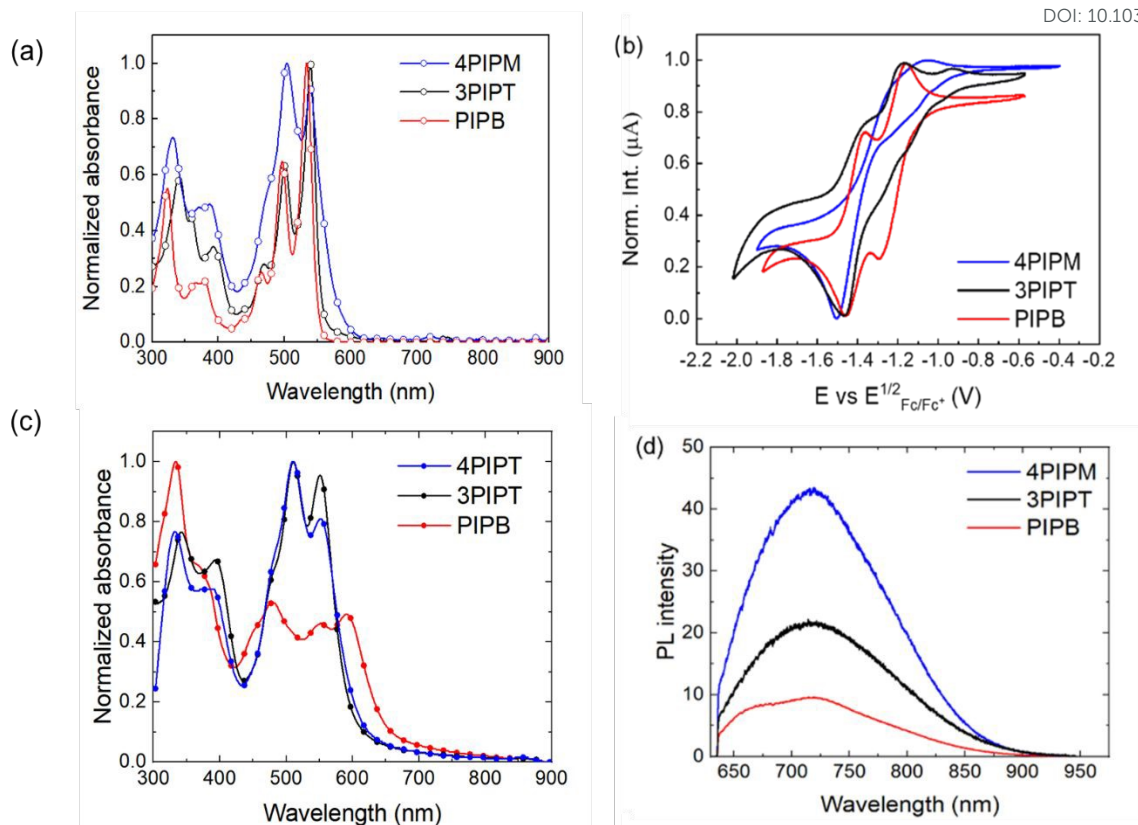 DOI: 10.103
(a)
Normalized absorbance
1.0
0.8
0.6
0.4
0.2
0.0
4PIPM
3PIPT
PIPB
300 400 500 600 700 800 900
Wavelength (nm)
(b)
Norm. Int. (μA)
1.0
0.8
0.6
0.4
0.2
0.0
4PIPM
3PIPT
PIPB
-2.2 -2.0 -1.8 -1.6 -1.4 -1.2 -1.0 -0.8 -0.6 -0.4 -0.2
E vs E1/2 Fc/Fc+ (V)
(c)
Normalized absorbance
1.0
0.8
0.6
0.4
0.2
0.0
4PIPT
3PIPT
PIPB
300 400 500 600 700 800 900
Wavelength (nm)
(d)
PL intensity
50
40
30
20
10
0
4PIPM
3PIPT
PIPB
650 700 750 800 850 900 950
Wavelength (nm)